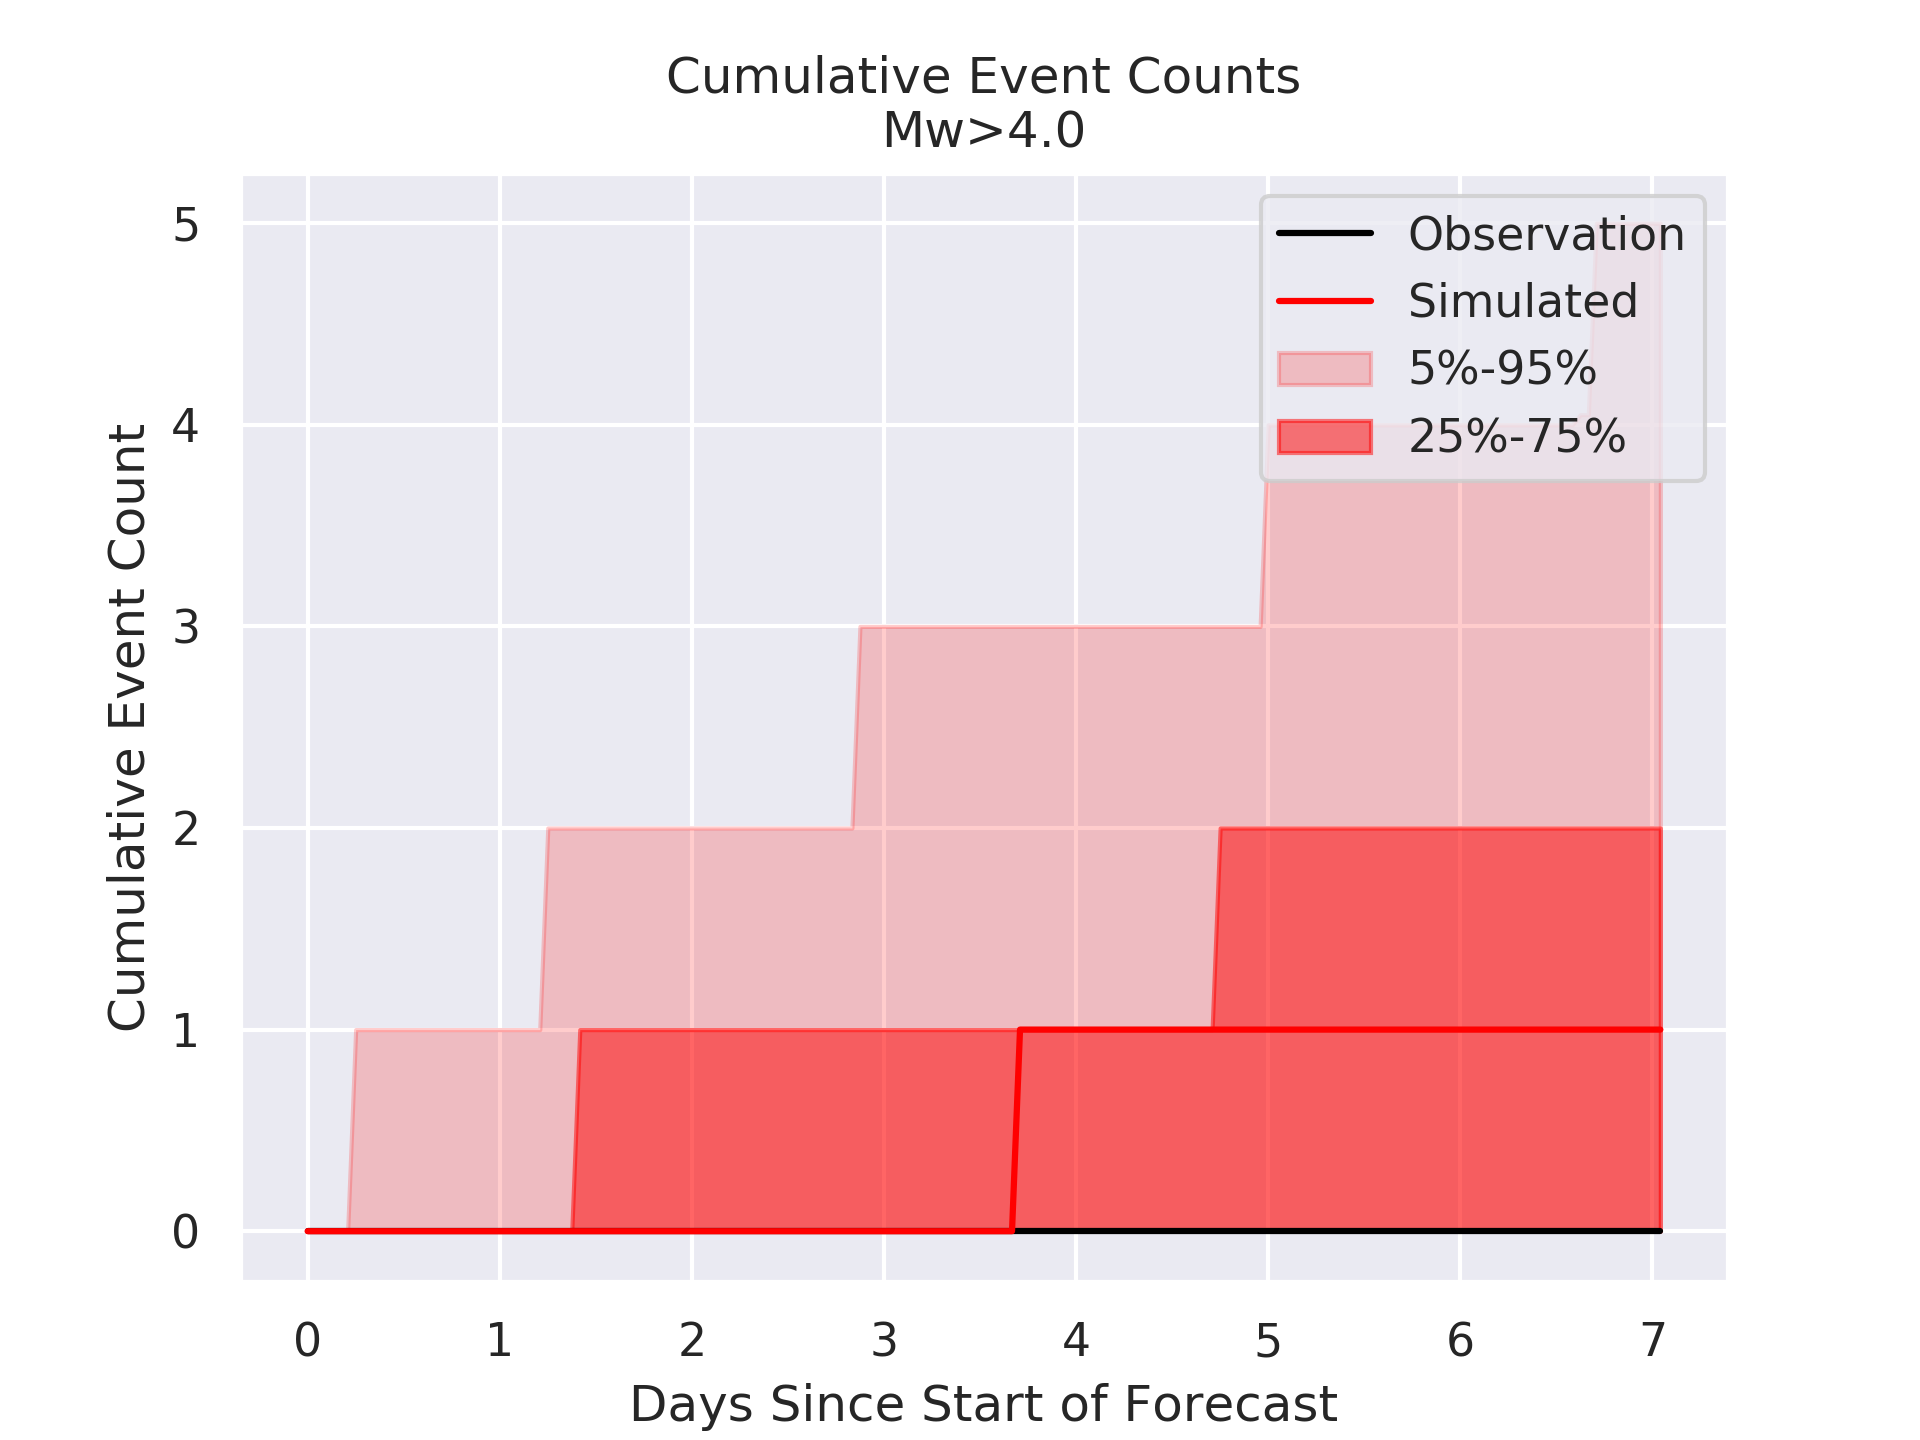 Cumulative Event Counts
Mw>4.0
Observation
Simulated
5%-95%
25%-75%
Cumulative Event Count
5
4
3
2
1
0
0 1 2 3 4 5 6 7
Days Since Start of Forecast